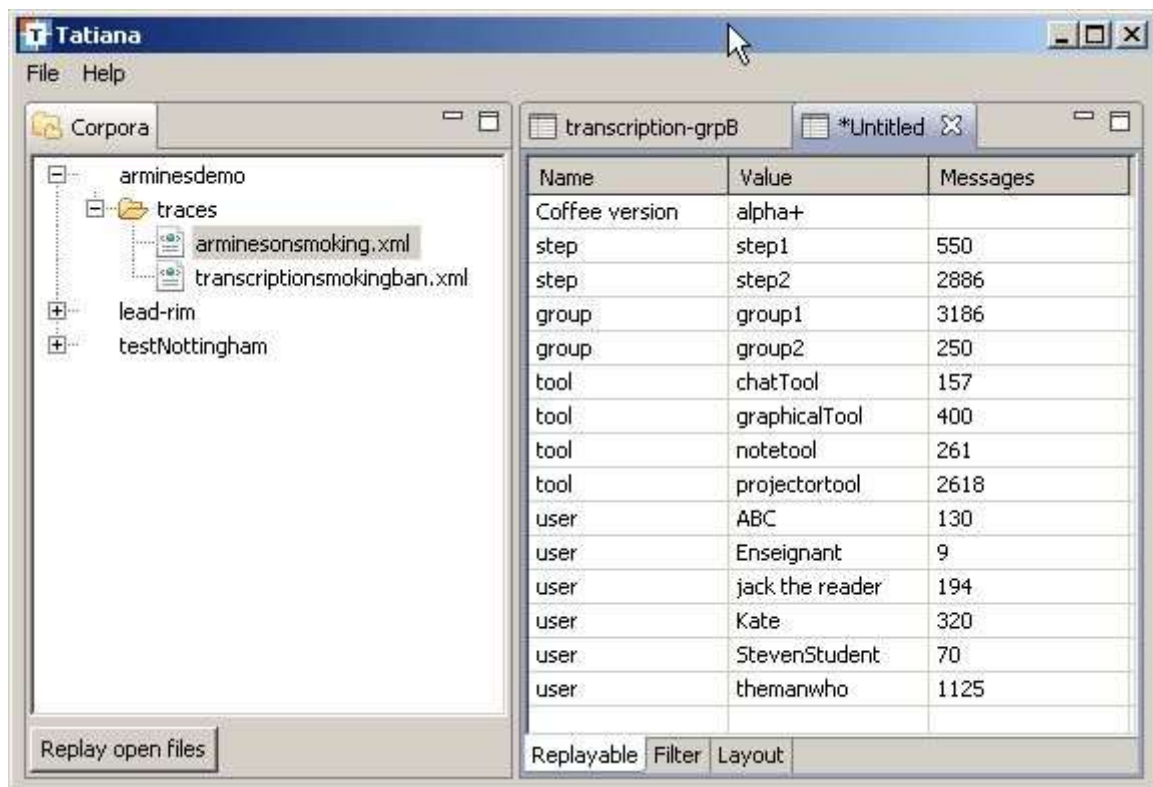 Tatiana
File Help
Corpora
arminesdemo
traces
arminesonsmoking.xml
transcriptionsmokingban.xml
lead-rim
testNottingham
Replay open files
transcription-grpB *Untitled
Name Value Messages
Coffee version alpha+
step step1 550
step step2 2886
group group1 3186
group group2 250
tool chatTool 157
tool graphicalTool 400
tool notetool 261
tool projectortool 2618
user ABC 130
user Enseignant 9
user jack the reader 194
user Kate 320
user StevenStudent 70
user themanwho 1125
Replayable Filter Layout